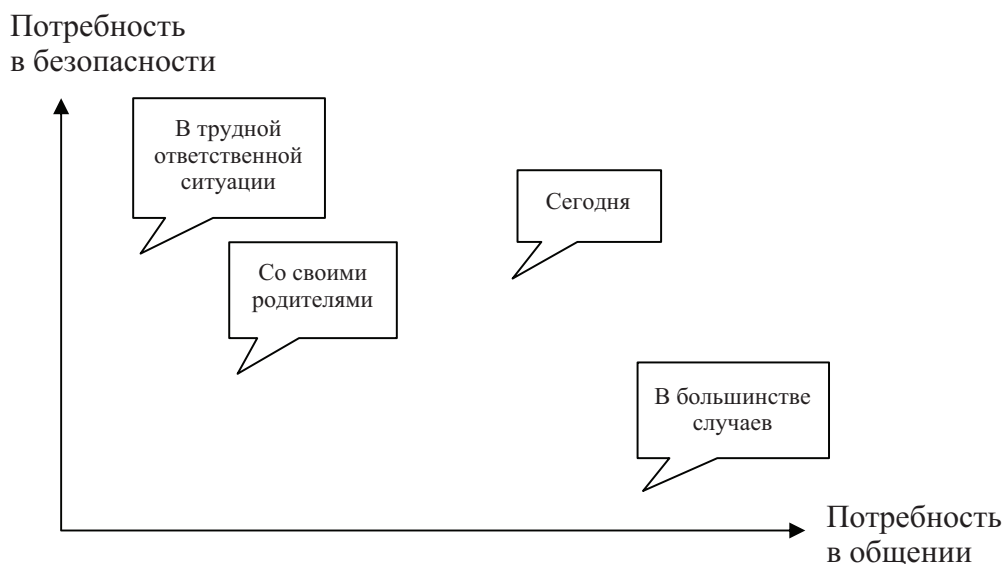 Потребность
в безопасности
В трудной
ответственной
ситуации
Сегодня
Со своими
родителями
В большинстве
случаев
Потребность
в общении